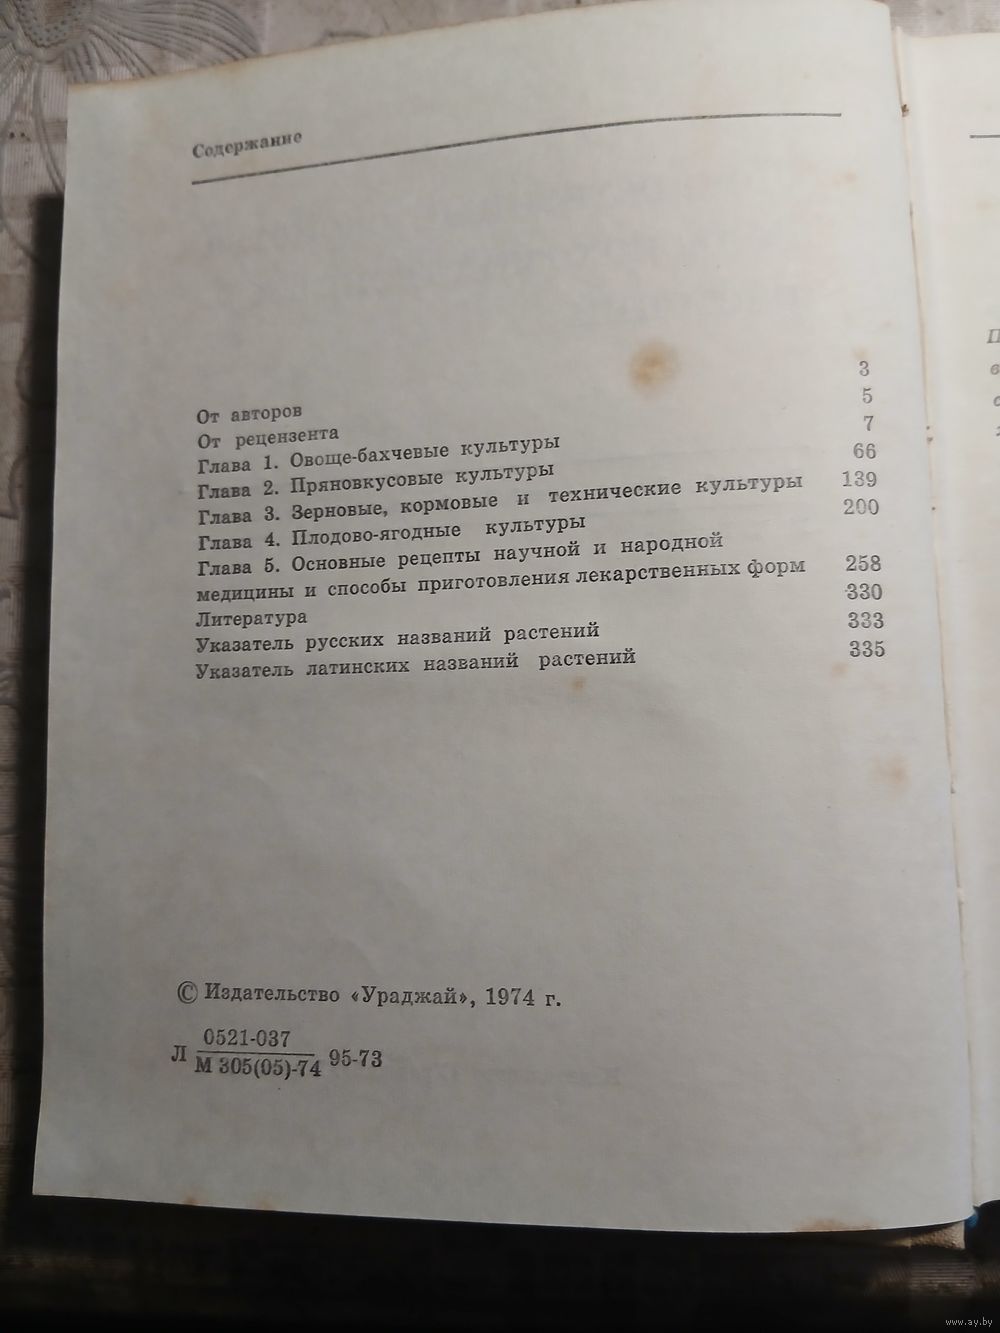 Содержание
От авторов 3
От рецензента 5
Глава 1. Овоще-бахчевые культуры 7
Глава 2. Пряновкусовые культуры 66
Глава 3. Зерновые, кормовые и технические культуры 139
Глава 4. Плодово-ягодные культуры 200
Глава 5. Основные рецепты научной и народной
медицины и способы приготовления лекарственных форм 258
Литература 330
Указатель русских названий растений 333
Указатель латинских названий растений 335
© Издательство «Ураджай», 1974 г.
0521-037
Л М 305(05)-74 95-73
www.ay.by